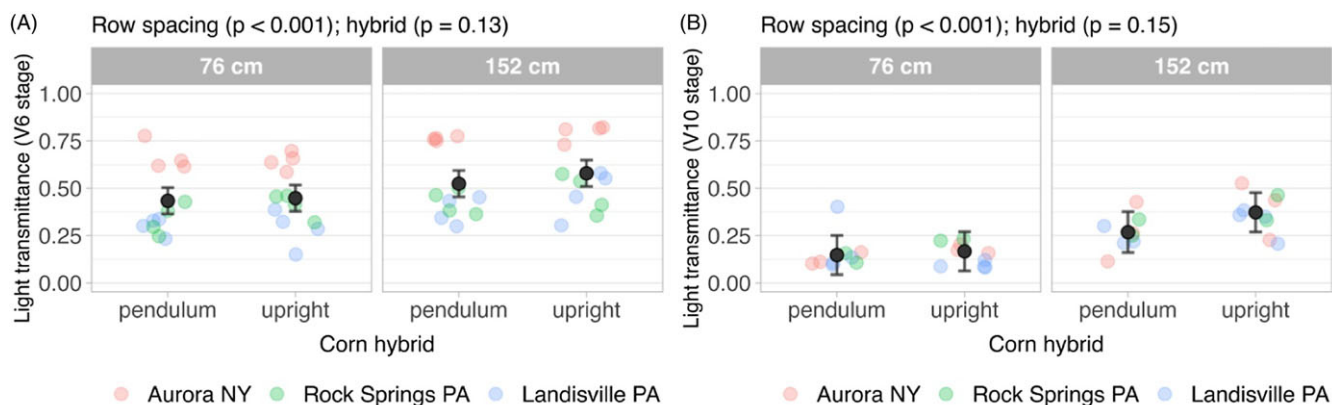 (A) Row spacing (p < 0.001); hybrid (p = 0.13)
76 cm 152 cm
Light transmittance (V6 stage)
1.00
0.75
0.50
0.25
0.00
pendulum upright pendulum upright
Corn hybrid
Aurora NY Rock Springs PA Landisville PA
(B) Row spacing (p < 0.001); hybrid (p = 0.15)
76 cm 152 cm
Light transmittance (V10 stage)
1.00
0.75
0.50
0.25
0.00
pendulum upright pendulum upright
Corn hybrid
Aurora NY Rock Springs PA Landisville PA